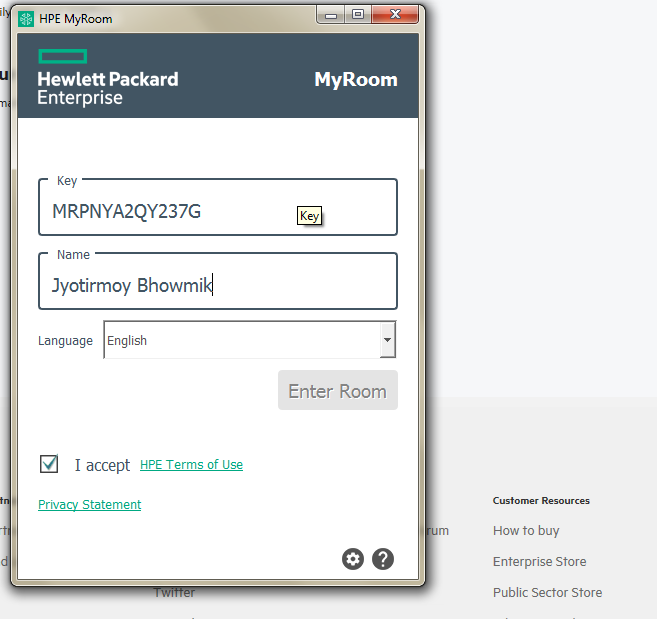 HPE MyRoom
Hewlett Packard
Enterprise
MyRoom
Key
MRPNYA2QY237G
Key
Name
Jyotirmoy Bhowmik
Language
English
Enter Room
I accept
HPE Terms of Use
Privacy Statement
Customer Resources
How to buy
Enterprise Store
Public Sector Store
Twitter